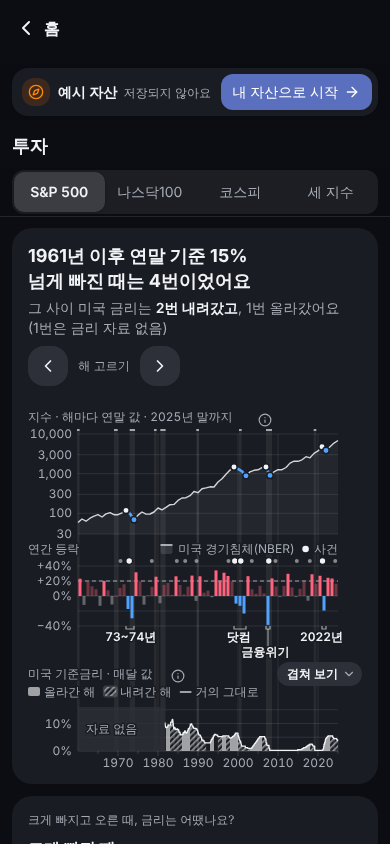 홈
예시 자산 저장되지 않아요 내 자산으로 시작
투자
S&P 500 나스닥100 코스피 세 지수
1961년 이후 연말 기준 15%
넘게 빠진 때는 4번이었어요
그 사이 미국 금리는 2번 내려갔고, 1번 올라갔어요
(1번은 금리 자료 없음)
해 고르기
지수 · 해마다 연말 값 · 2025년 말까지
10,000
3,000
1,000
300
100
30
연간 등락 미국 경기침체(NBER) 사건
+40%
+20%
0%
−40%
73~74년 닷컴 2022년
금융위기
미국 기준금리 · 매달 값 겹쳐 보기
올라간 해 내려간 해 거의 그대로
10%
자료 없음
0%
1970 1980 1990 2000 2010 2020
크게 빠지고 오른 때, 금리는 어땠나요?